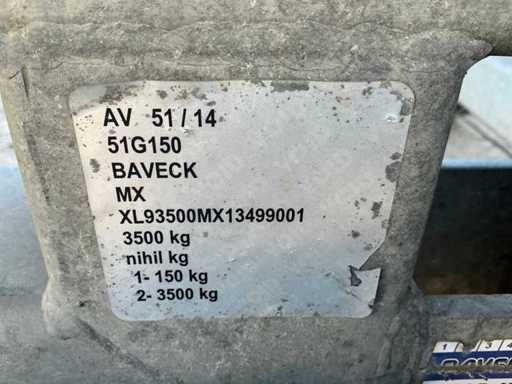 AV 51 / 14
51G150
BAVECK
MX
XL93500MX13499001
3500 kg
nihil kg
1- 150 kg
2- 3500 kg